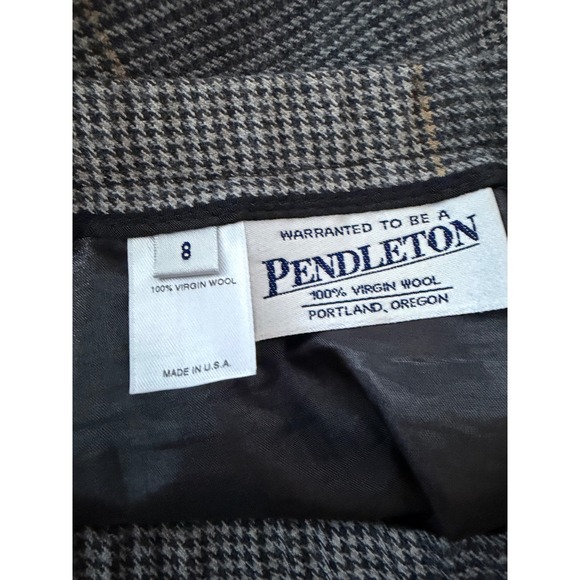 8
100% VIRGIN WOOL
MADE IN U.S.A.
WARRANTED TO BE A
PENDLETON
100% VIRGIN WOOL
PORTLAND, OREGON